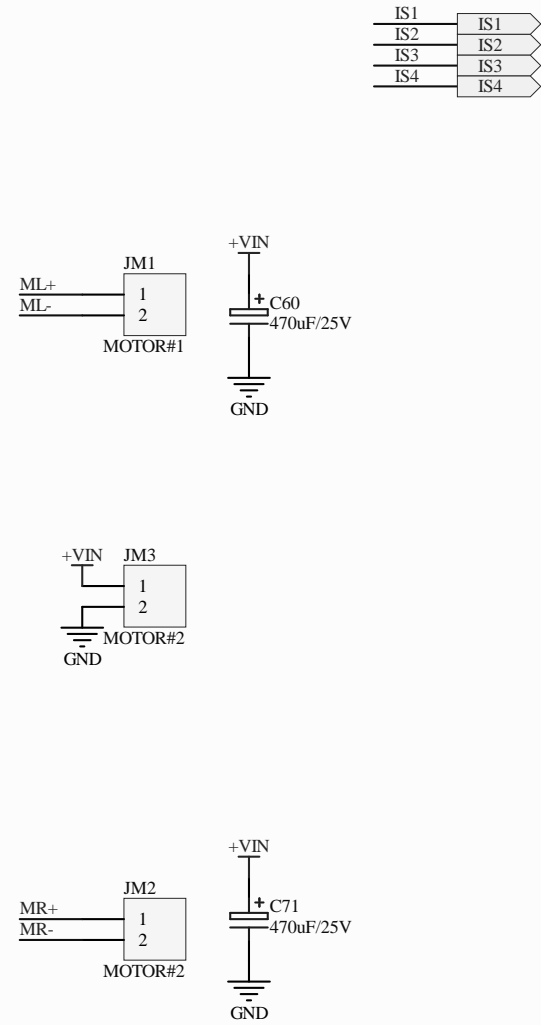 IS1 IS1
IS2 IS2
IS3 IS3
IS4 IS4
+VIN
JM1
ML+ 1
ML- 2
MOTOR#1
+ C60
470uF/25V
GND
+VIN JM3
1
2
MOTOR#2
GND
+VIN
JM2
MR+ 1
MR- 2
MOTOR#2
+ C71
470uF/25V
GND